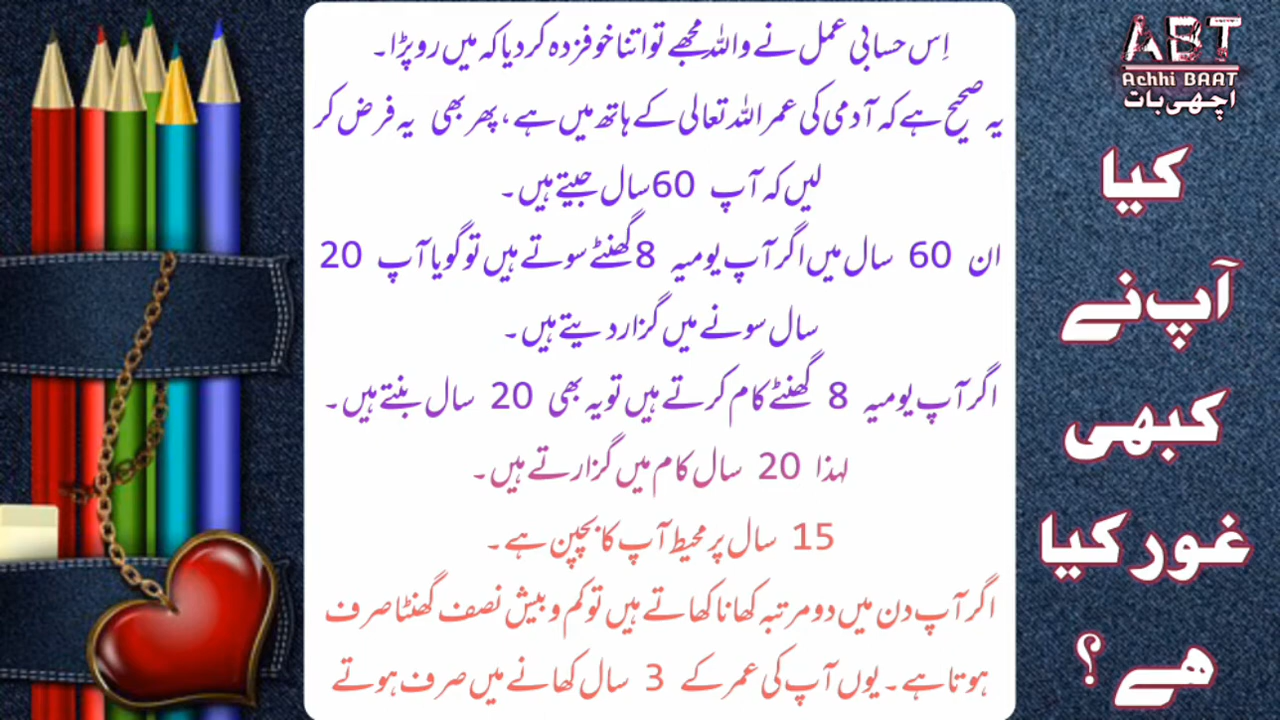 اِس حسابی عمل نے واللہ مجھے تو اتنا خوفزدہ کر دیا کہ میں رو پڑا۔
یہ صحیح ہے کہ آدمی کی عمر اللہ تعالی کے ہاتھ میں ہے، پھر بھی یہ فرض کر
لیں کہ آپ 60 سال جیتے ہیں۔
ان 60 سال میں اگر آپ یومیہ 8 گھنٹے سوتے ہیں تو گویا آپ 20
سال سونے میں گزار دیتے ہیں۔
اگر آپ یومیہ 8 گھنٹے کام کرتے ہیں تو یہ بھی 20 سال بنتے ہیں۔
لہذا 20 سال کام میں گزارتے ہیں۔
15 سال پر محیط آپ کا بچپن ہے۔
اگر آپ دن میں دو مرتبہ کھانا کھاتے ہیں تو کم و بیش نصف گھنٹا صرف
ہوتا ہے۔ یوں آپ کی عمر کے 3 سال کھانے میں صرف ہوتے
ABT
Achhi BAAT
اچھی بات
کیا
آپ نے
کبھی
غور کیا
ھے ؟